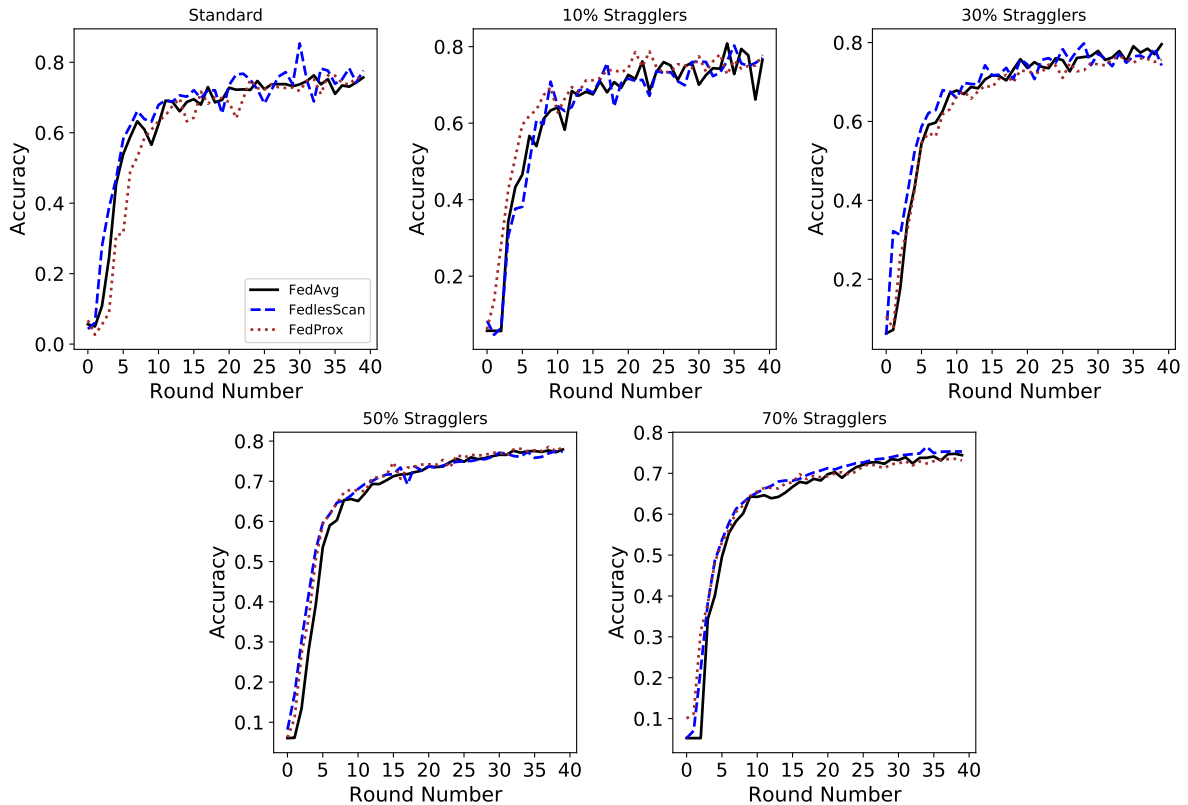 Standard
10% Stragglers
30% Stragglers
Accuracy
0.8
0.6
0.4
0.2
0.0
FedAvg
FedlesScan
FedProx
0 5 10 15 20 25 30 35 40
Round Number
Accuracy
0.8
0.6
0.4
0.2
0 5 10 15 20 25 30 35 40
Round Number
Accuracy
0.8
0.6
0.4
0.2
0 5 10 15 20 25 30 35 40
Round Number
50% Stragglers
70% Stragglers
Accuracy
0.8
0.7
0.6
0.5
0.4
0.3
0.2
0.1
0 5 10 15 20 25 30 35 40
Round Number
Accuracy
0.8
0.7
0.6
0.5
0.4
0.3
0.2
0.1
0 5 10 15 20 25 30 35 40
Round Number